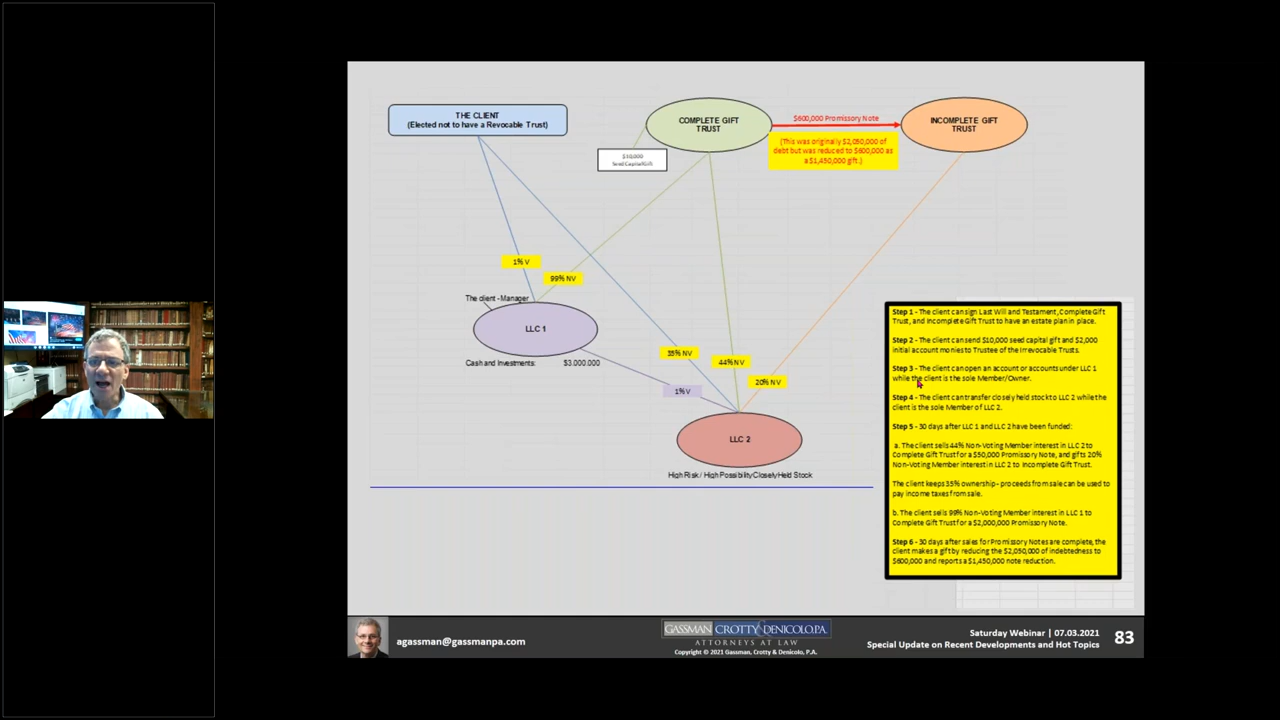 THE CLIENT
(Elected not to have a Revocable Trust)
COMPLETE GIFT
TRUST
$600,000 Promissory Note
INCOMPLETE GIFT
TRUST
(This was originally $2,050,000 of
debt but was reduced to $600,000 as
a $1,450,000 gift.)
$10,000
Seed Capital Gift
1% V
99% NV
The client - Manager
LLC 1
Cash and Investments: $3.000.000
35% NV
44% NV
20% NV
1% V
LLC 2
High Risk / High Possibility Closely Held Stock
Step 1 - The client can sign Last Will and Testament, Complete Gift
Trust, and Incomplete Gift Trust to have an estate plan in place.
Step 2 - The client can send $10,000 seed capital gift and $2,000
initial account monies to Trustee of the Irrevocable Trusts.
Step 3 - The client can open an account or accounts under LLC 1
while the client is the sole Member/Owner.
Step 4 - The client can transfer closely held stock to LLC 2 while the
client is the sole Member of LLC 2.
Step 5 - 30 days after LLC 1 and LLC 2 have been funded:
a. The client sells 44% Non-Voting Member interest in LLC 2 to
Complete Gift Trust for a $50,000 Promissory Note, and gifts 20%
Non-Voting Member interest in LLC 2 to Incomplete Gift Trust.
The client keeps 35% ownership - proceeds from sale can be used to
pay income taxes from sale.
b. The client sells 99% Non-Voting Member interest in LLC 1 to
Complete Gift Trust for a $2,000,000 Promissory Note.
Step 6 - 30 days after sales for Promissory Notes are complete, the
client makes a gift by reducing the $2,050,000 of indebtedness to
$600,000 and reports a $1,450,000 note reduction.
agassman@gassmanpa.com
GASSMAN CROTTY & DENICOLO, P.A.
ATTORNEYS AT LAW
Copyright © 2021 Gassman, Crotty & Denicolo, P.A.
Saturday Webinar | 07.03.2021
Special Update on Recent Developments and Hot Topics
83